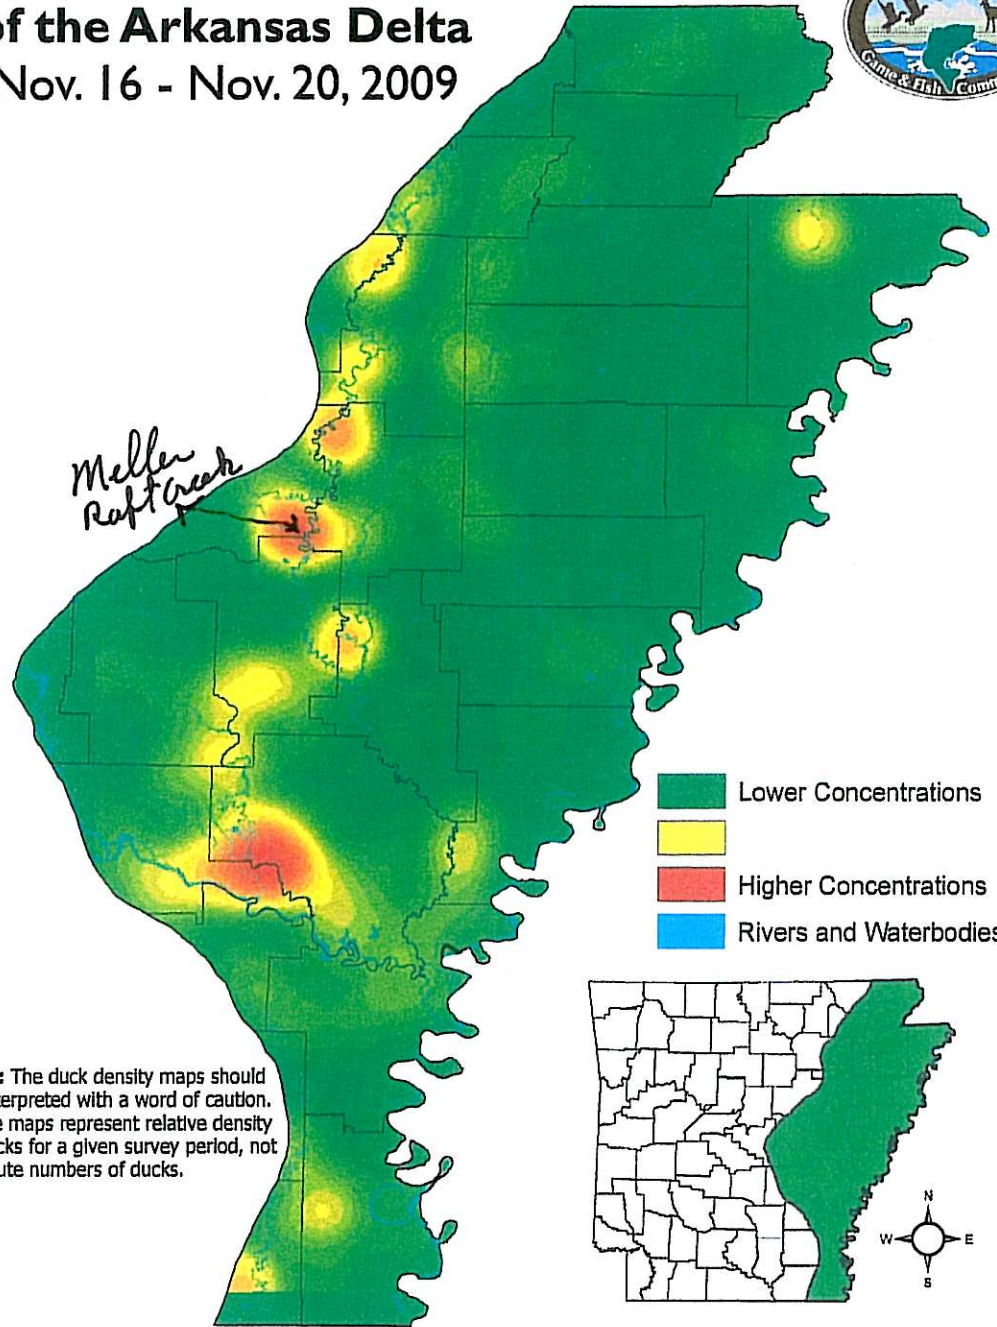 of the Arkansas Delta
Nov. 16 - Nov. 20, 2009
Game & Fish Comm
Raft Creek
Lower Concentrations
Higher Concentrations
Rivers and Waterbodies
: The duck density maps should
terpreted with a word of caution.
e maps represent relative density
cks for a given survey period, not
ute numbers of ducks.
N
W E
S